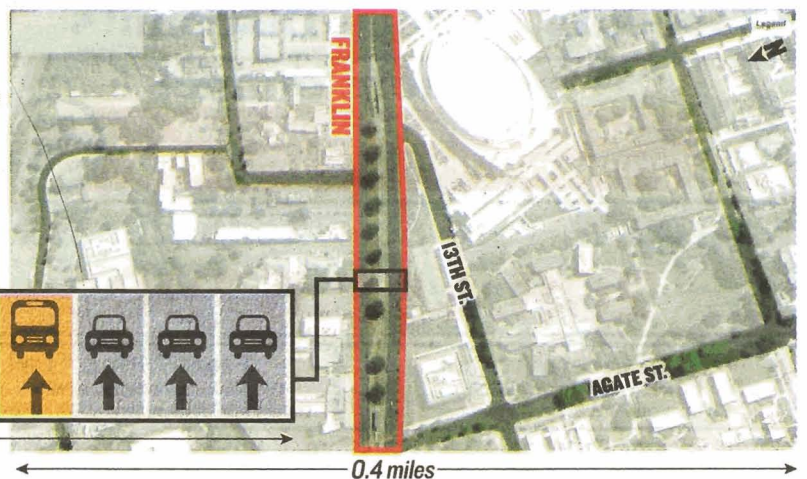 Legend
N
FRANKLIN
13TH ST.
AGATE ST.
0.4 miles